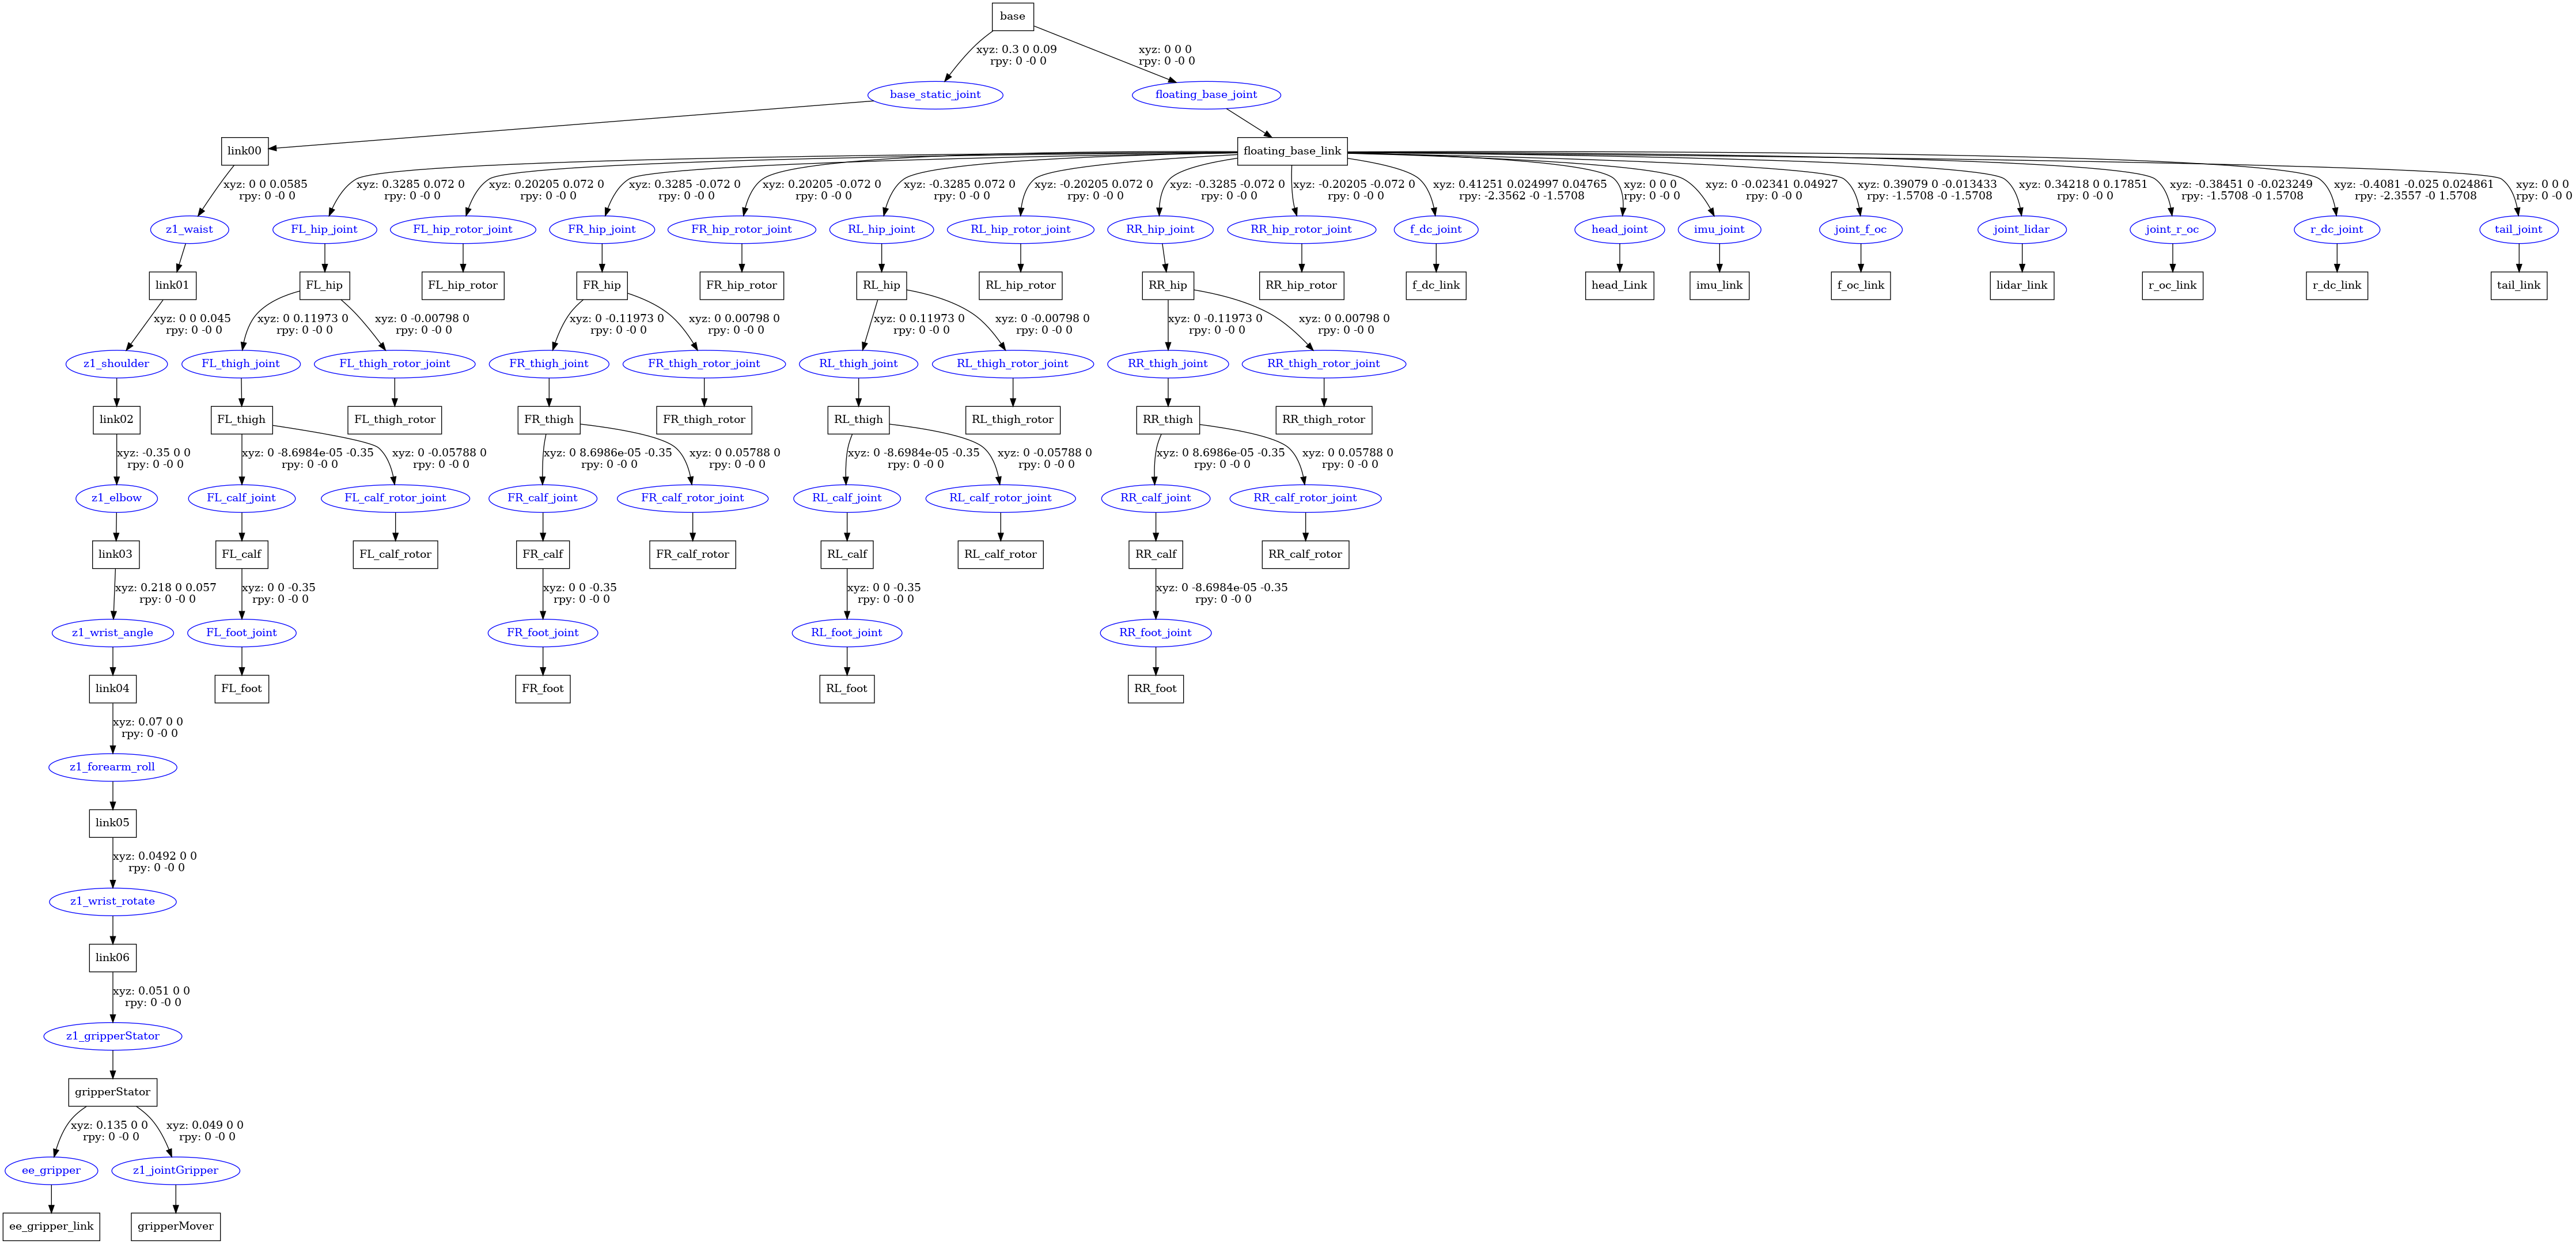 base
xyz: 0.3 0 0.09
rpy: 0 -0 0
xyz: 0 0 0
rpy: 0 -0 0
base_static_joint
floating_base_joint
link00
floating_base_link
xyz: 0 0 0.0585
rpy: 0 -0 0
xyz: 0.3285 0.072 0
rpy: 0 -0 0
xyz: 0.20205 0.072 0
rpy: 0 -0 0
xyz: 0.3285 -0.072 0
rpy: 0 -0 0
xyz: 0.20205 -0.072 0
rpy: 0 -0 0
xyz: -0.3285 0.072 0
rpy: 0 -0 0
xyz: -0.20205 0.072 0
rpy: 0 -0 0
xyz: -0.3285 -0.072 0
rpy: 0 -0 0
xyz: -0.20205 -0.072 0
rpy: 0 -0 0
xyz: 0.41251 0.024997 0.04765
rpy: -2.3562 -0 -1.5708
xyz: 0 0 0
rpy: 0 -0 0
xyz: 0 -0.02341 0.04927
rpy: 0 -0 0
xyz: 0.39079 0 -0.013433
rpy: -1.5708 -0 -1.5708
xyz: 0.34218 0 0.17851
rpy: 0 -0 0
xyz: -0.38451 0 -0.023249
rpy: -1.5708 -0 1.5708
xyz: -0.4081 -0.025 0.024861
rpy: -2.3557 -0 1.5708
xyz: 0 0 0
rpy: 0 -0 0
z1_waist
FL_hip_joint
FL_hip_rotor_joint
FR_hip_joint
FR_hip_rotor_joint
RL_hip_joint
RL_hip_rotor_joint
RR_hip_joint
RR_hip_rotor_joint
f_dc_joint
head_joint
imu_joint
joint_f_oc
joint_lidar
joint_r_oc
r_dc_joint
tail_joint
link01
FL_hip
FL_hip_rotor
FR_hip
FR_hip_rotor
RL_hip
RL_hip_rotor
RR_hip
RR_hip_rotor
f_dc_link
head_Link
imu_link
f_oc_link
lidar_link
r_oc_link
r_dc_link
tail_link
xyz: 0 0 0.045
rpy: 0 -0 0
xyz: 0 0.11973 0
rpy: 0 -0 0
xyz: 0 -0.00798 0
rpy: 0 -0 0
xyz: 0 -0.11973 0
rpy: 0 -0 0
xyz: 0 0.00798 0
rpy: 0 -0 0
xyz: 0 0.11973 0
rpy: 0 -0 0
xyz: 0 -0.00798 0
rpy: 0 -0 0
xyz: 0 -0.11973 0
rpy: 0 -0 0
xyz: 0 0.00798 0
rpy: 0 -0 0
z1_shoulder
FL_thigh_joint
FL_thigh_rotor_joint
FR_thigh_joint
FR_thigh_rotor_joint
RL_thigh_joint
RL_thigh_rotor_joint
RR_thigh_joint
RR_thigh_rotor_joint
link02
FL_thigh
FL_thigh_rotor
FR_thigh
FR_thigh_rotor
RL_thigh
RL_thigh_rotor
RR_thigh
RR_thigh_rotor
xyz: -0.35 0 0
rpy: 0 -0 0
xyz: 0 -8.6984e-05 -0.35
rpy: 0 -0 0
xyz: 0 -0.05788 0
rpy: 0 -0 0
xyz: 0 8.6986e-05 -0.35
rpy: 0 -0 0
xyz: 0 0.05788 0
rpy: 0 -0 0
xyz: 0 -8.6984e-05 -0.35
rpy: 0 -0 0
xyz: 0 -0.05788 0
rpy: 0 -0 0
xyz: 0 8.6986e-05 -0.35
rpy: 0 -0 0
xyz: 0 0.05788 0
rpy: 0 -0 0
z1_elbow
FL_calf_joint
FL_calf_rotor_joint
FR_calf_joint
FR_calf_rotor_joint
RL_calf_joint
RL_calf_rotor_joint
RR_calf_joint
RR_calf_rotor_joint
link03
FL_calf
FL_calf_rotor
FR_calf
FR_calf_rotor
RL_calf
RL_calf_rotor
RR_calf
RR_calf_rotor
xyz: 0.218 0 0.057
rpy: 0 -0 0
xyz: 0 0 -0.35
rpy: 0 -0 0
xyz: 0 0 -0.35
rpy: 0 -0 0
xyz: 0 0 -0.35
rpy: 0 -0 0
xyz: 0 -8.6984e-05 -0.35
rpy: 0 -0 0
z1_wrist_angle
FL_foot_joint
FR_foot_joint
RL_foot_joint
RR_foot_joint
link04
FL_foot
FR_foot
RL_foot
RR_foot
xyz: 0.07 0 0
rpy: 0 -0 0
z1_forearm_roll
link05
xyz: 0.0492 0 0
rpy: 0 -0 0
z1_wrist_rotate
link06
xyz: 0.051 0 0
rpy: 0 -0 0
z1_gripperStator
gripperStator
xyz: 0.135 0 0
rpy: 0 -0 0
xyz: 0.049 0 0
rpy: 0 -0 0
ee_gripper
z1_jointGripper
ee_gripper_link
gripperMover